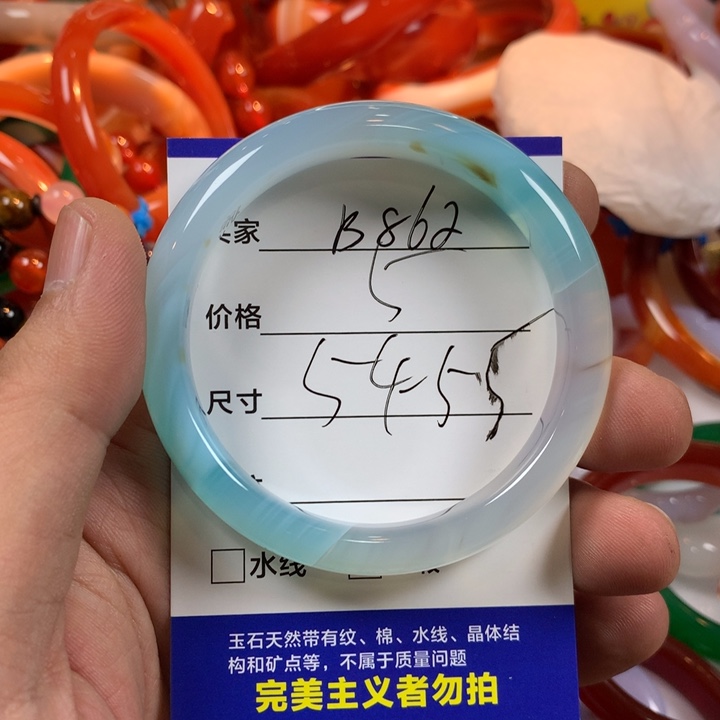 家 B862
价格 5
尺寸 54-55
水线
玉石天然带有纹、棉、水线、晶体结
构和矿点等，不属于质量问题
完美主义者勿拍